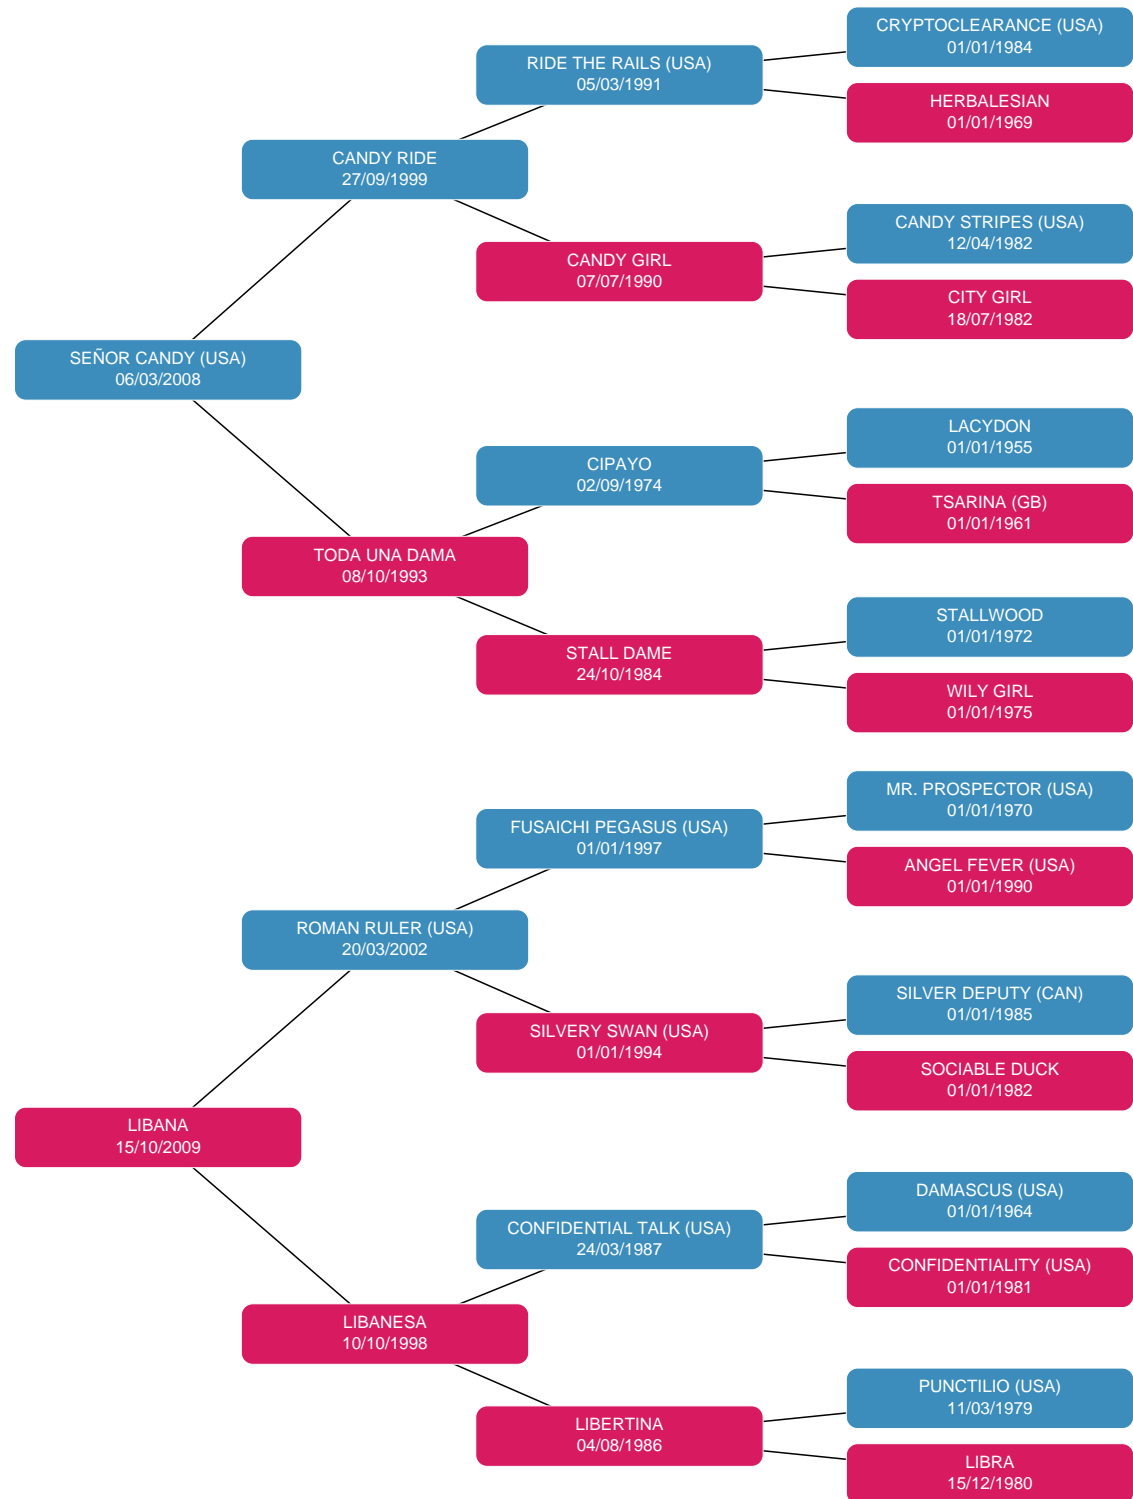 CRYPTOCLEARANCE (USA)
01/01/1984
RIDE THE RAILS (USA)
05/03/1991
HERBALESIAN
01/01/1969
CANDY RIDE
27/09/1999
CANDY STRIPES (USA)
12/04/1982
CANDY GIRL
07/07/1990
CITY GIRL
18/07/1982
SEÑOR CANDY (USA)
06/03/2008
LACYDON
01/01/1955
CIPAYO
02/09/1974
TSARINA (GB)
01/01/1961
TODA UNA DAMA
08/10/1993
STALLWOOD
01/01/1972
STALL DAME
24/10/1984
WILY GIRL
01/01/1975
MR. PROSPECTOR (USA)
01/01/1970
FUSAICHI PEGASUS (USA)
01/01/1997
ANGEL FEVER (USA)
01/01/1990
ROMAN RULER (USA)
20/03/2002
SILVER DEPUTY (CAN)
01/01/1985
SILVERY SWAN (USA)
01/01/1994
SOCIABLE DUCK
01/01/1982
LIBANA
15/10/2009
DAMASCUS (USA)
01/01/1964
CONFIDENTIAL TALK (USA)
24/03/1987
CONFIDENTIALITY (USA)
01/01/1981
LIBANESA
10/10/1998
PUNCTILIO (USA)
11/03/1979
LIBERTINA
04/08/1986
LIBRA
15/12/1980